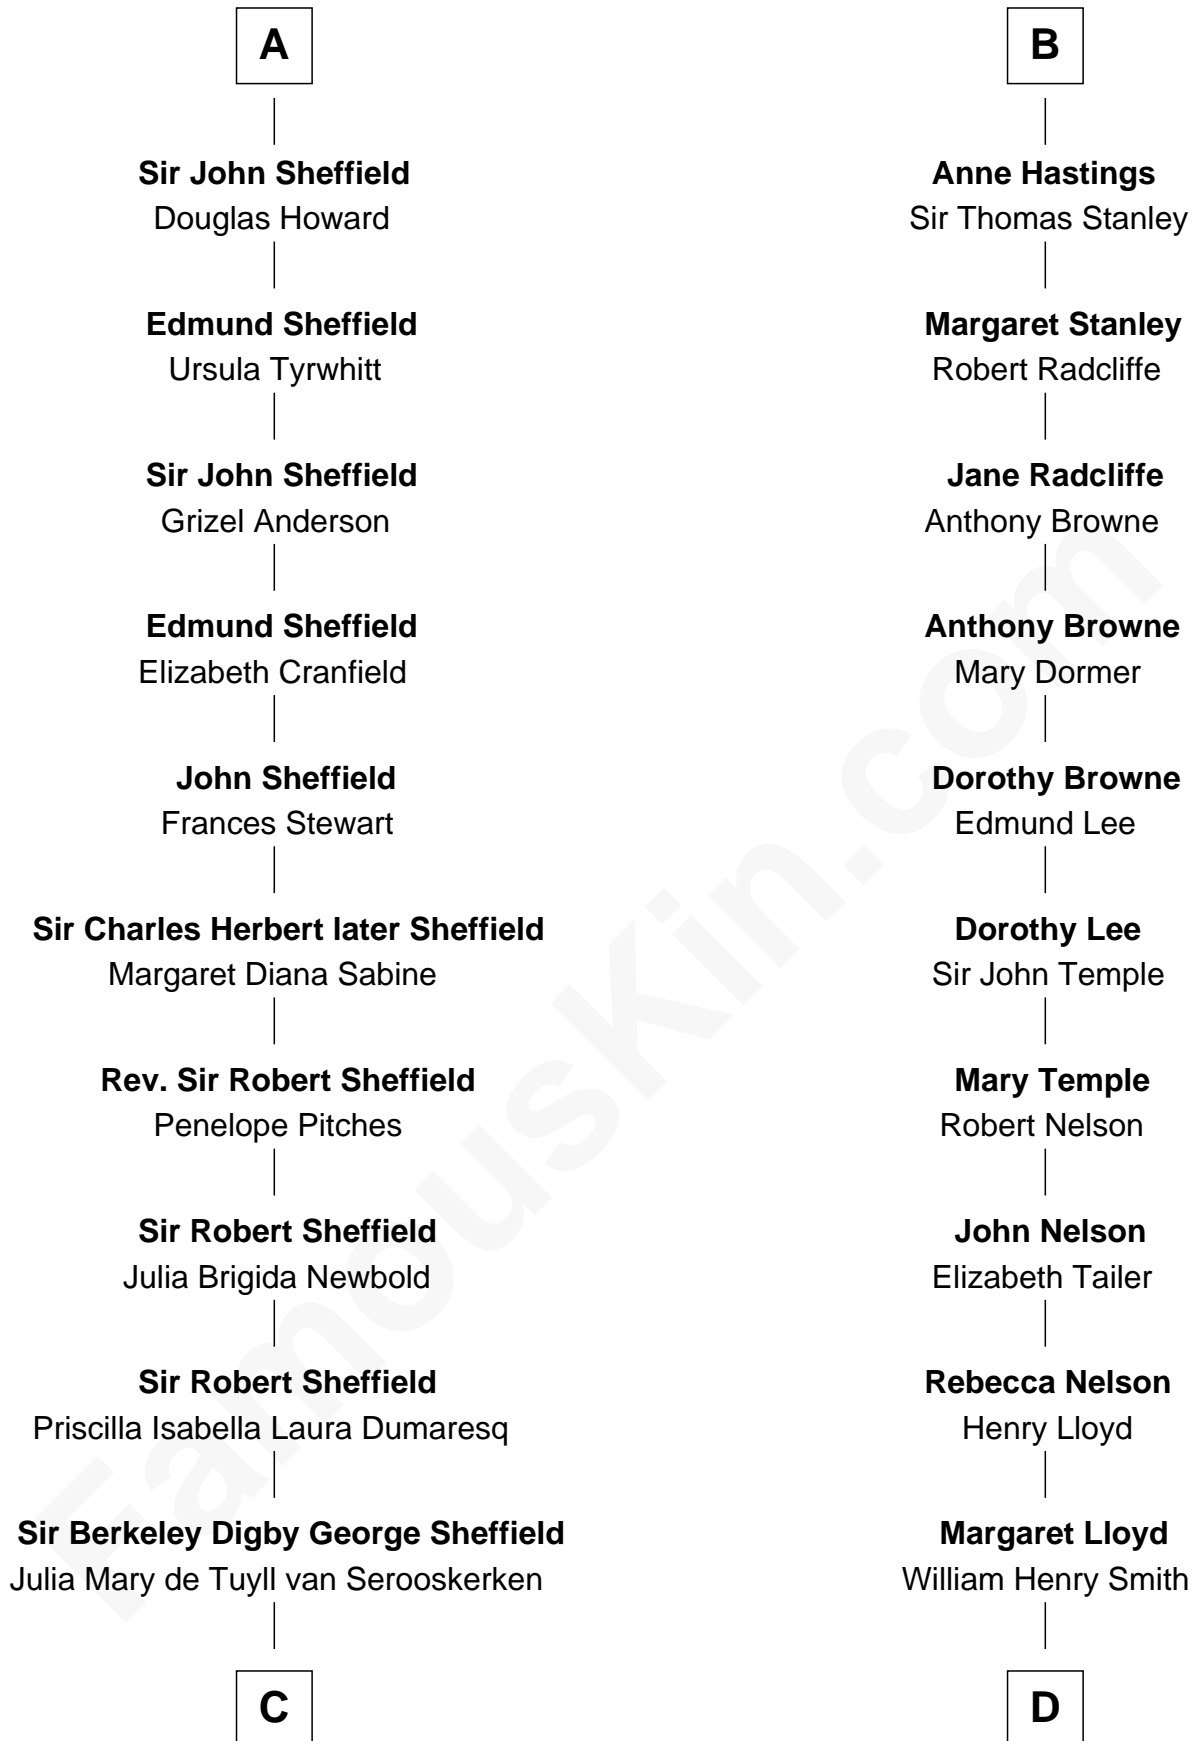 A
Sir John Sheffield
Douglas Howard
Edmund Sheffield
Ursula Tyrwhitt
Sir John Sheffield
Grizel Anderson
Edmund Sheffield
Elizabeth Cranfield
John Sheffield
Frances Stewart
Sir Charles Herbert later Sheffield
Margaret Diana Sabine
Rev. Sir Robert Sheffield
Penelope Pitches
Sir Robert Sheffield
Julia Brigida Newbold
Sir Robert Sheffield
Priscilla Isabella Laura Dumaresq
Sir Berkeley Digby George Sheffield
Julia Mary de Tuyll van Serooskerken
C
B
Anne Hastings
Sir Thomas Stanley
Margaret Stanley
Robert Radcliffe
Jane Radcliffe
Anthony Browne
Anthony Browne
Mary Dormer
Dorothy Browne
Edmund Lee
Dorothy Lee
Sir John Temple
Mary Temple
Robert Nelson
John Nelson
Elizabeth Tailer
Rebecca Nelson
Henry Lloyd
Margaret Lloyd
William Henry Smith
D
FamousKin.com